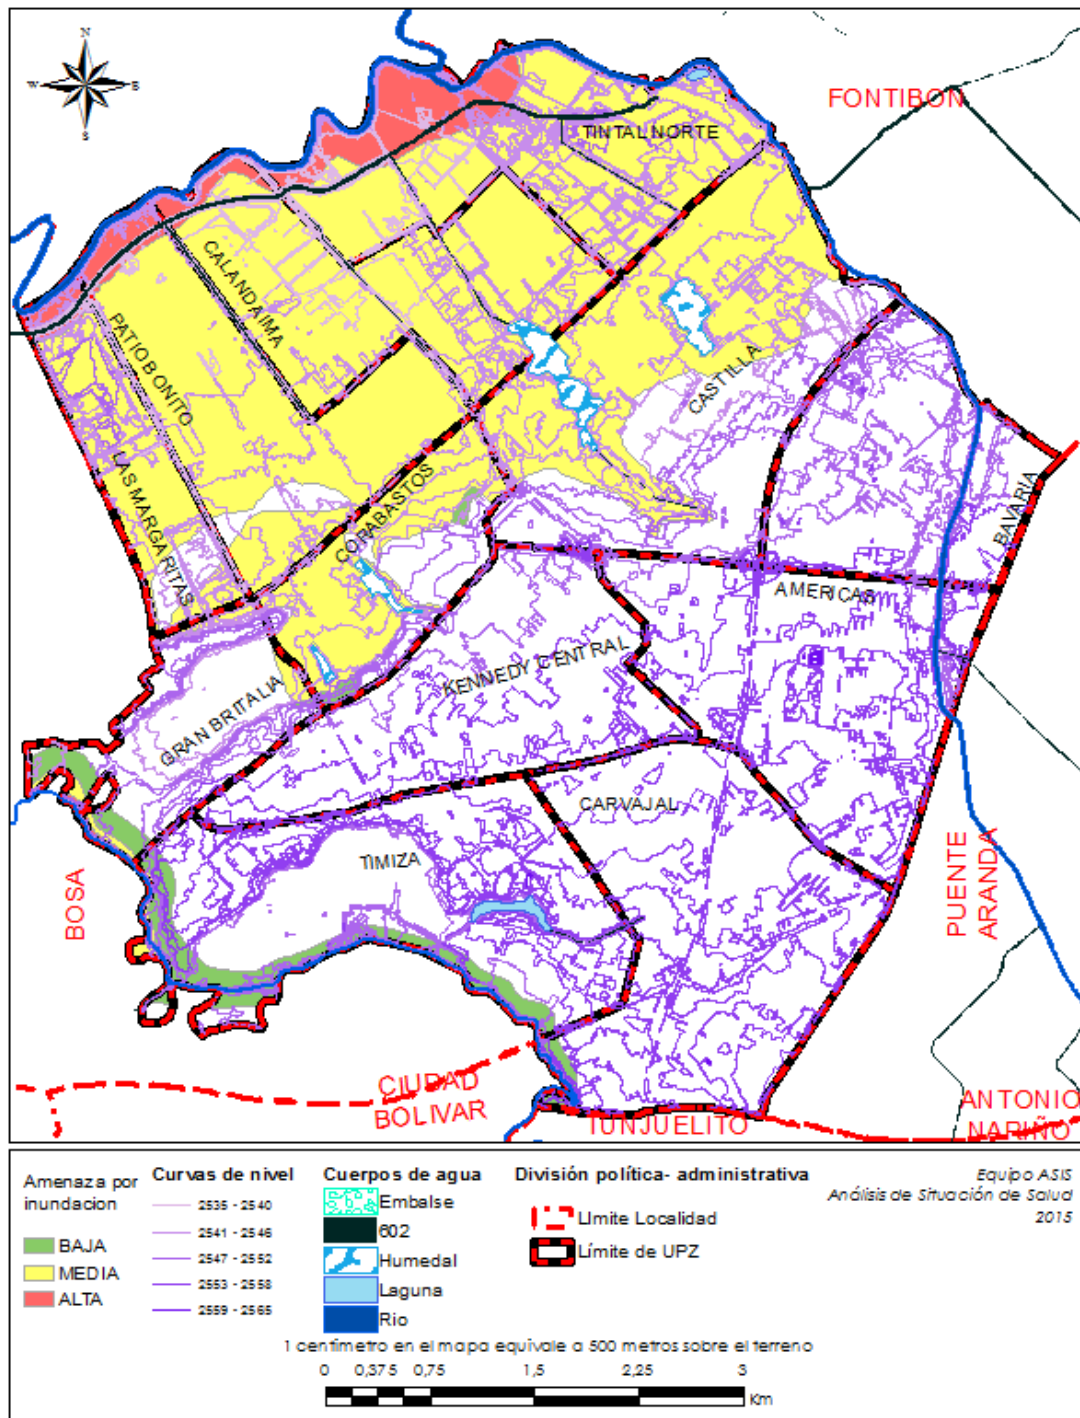 N
W
E
S
FONTIBON
TINTAL NORTE
CALANDAIMA
PATIO BONITO
CASTILLA
LAS MARGARITAS
CORABASTOS
BAVARIA
AMERICAS
KENNEDY CENTRAL
GRAN BRITALIA
CARVAJAL
TIMIZA
BOSA
PUENTE
ARANDA
CIUDAD
BOLIVAR
TUNJUELITO
ANTONIO
NARIÑO
Amenaza por
inundacion
BAJA
MEDIA
ALTA
Curvas de nivel
2535 - 2540
2541 - 2546
2547 - 2552
2553 - 2558
2559 - 2565
Cuerpos de agua
Embalse
602
Humedal
Laguna
Rio
División política- administrativa
LImite Localidad
Límite de UPZ
Equipo ASIS
Análisis de Situación de Salud
2015
1 centímetro en el mapa equivale a 500 metros sobre el terreno
0 0,375 0,75 1,5 2,25 3
Km